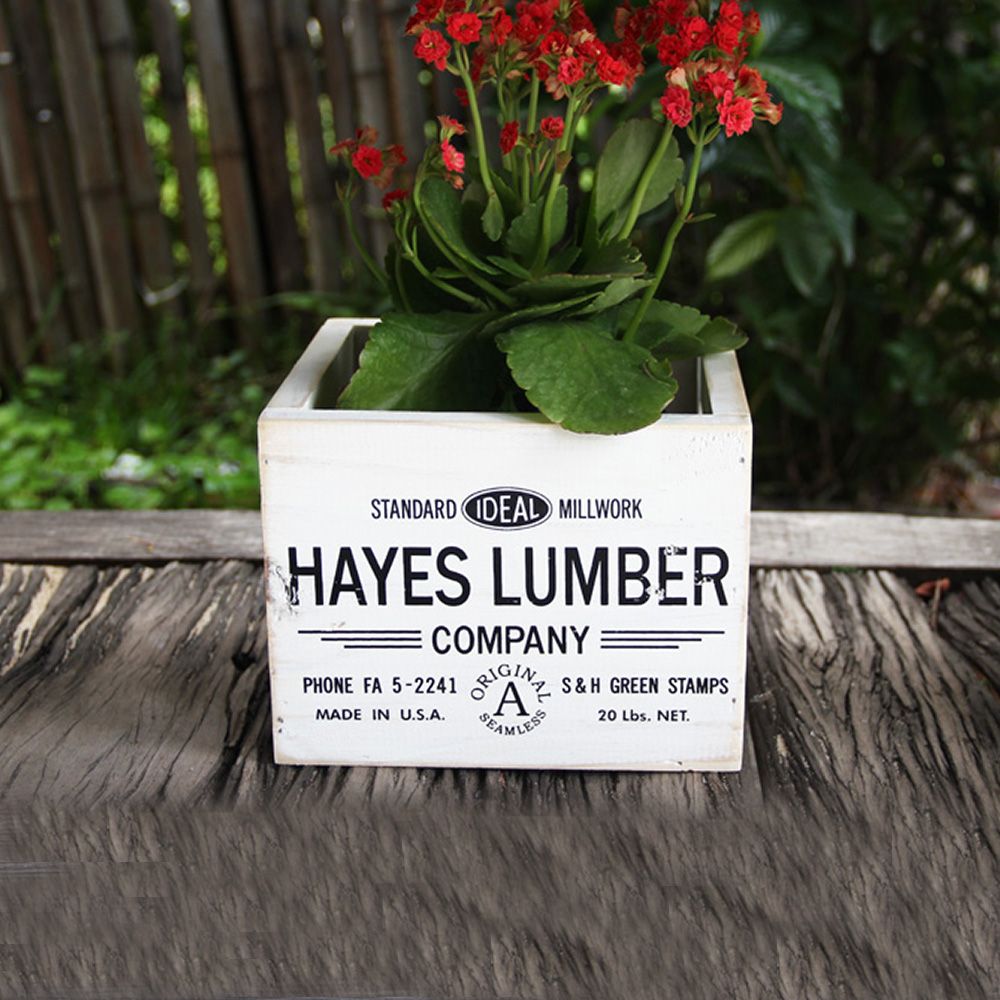 STANDARD IDEAL MILLWORK
HAYES LUMBER
COMPANY
PHONE FA 5-2241
MADE IN U.S.A.
ORIGINAL
A
SEAMLESS
S & H GREEN STAMPS
20 Lbs. NET.